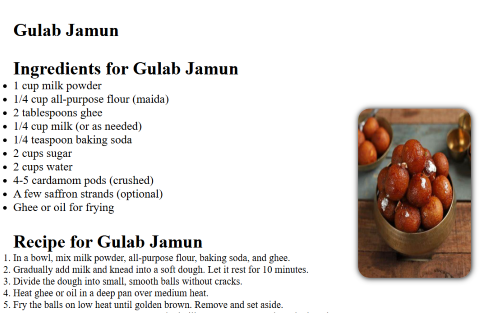 Gulab Jamun
Ingredients for Gulab Jamun
• 1 cup milk powder
• 1/4 cup all-purpose flour (maida)
• 2 tablespoons ghee
• 1/4 cup milk (or as needed)
• 1/4 teaspoon baking soda
• 2 cups sugar
• 2 cups water
• 4-5 cardamom pods (crushed)
• A few saffron strands (optional)
• Ghee or oil for frying
Recipe for Gulab Jamun
1. In a bowl, mix milk powder, all-purpose flour, baking soda, and ghee.
2. Gradually add milk and knead into a soft dough. Let it rest for 10 minutes.
3. Divide the dough into small, smooth balls without cracks.
4. Heat ghee or oil in a deep pan over medium heat.
5. Fry the balls on low heat until golden brown. Remove and set aside.